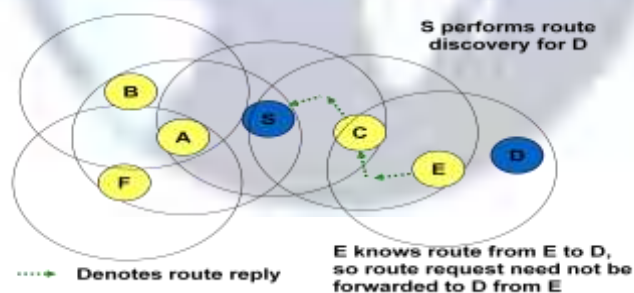 S performs route
discovery for D
B
S
A
C
D
E
F
E knows route from E to D,
so route request need not be
forwarded to D from E
Denotes route reply